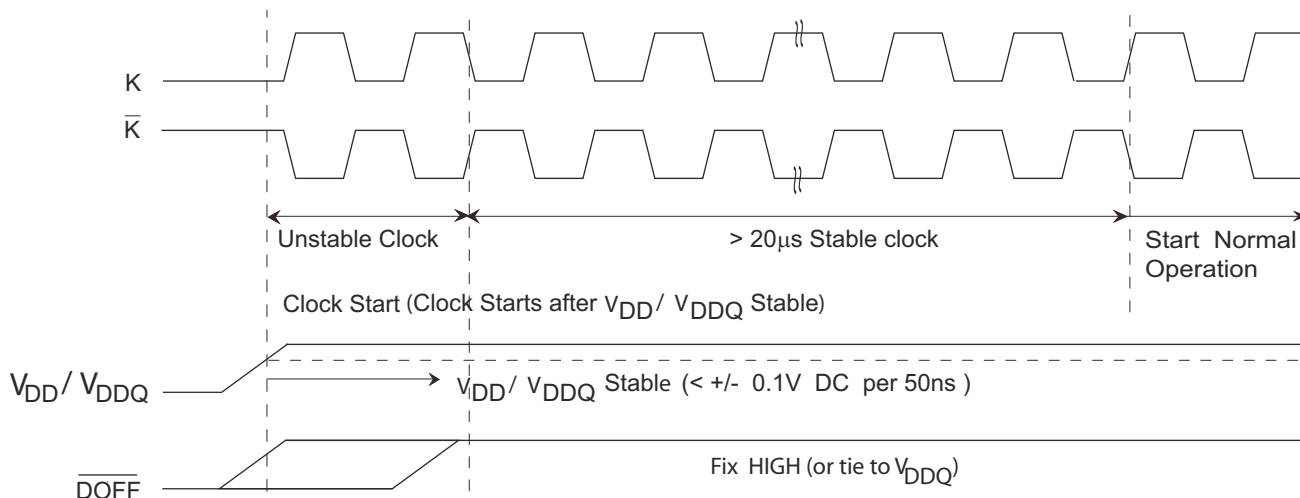 K
K̅
Unstable Clock
> 20μs Stable clock
Start Normal
Operation
Clock Start (Clock Starts after VDD / VDDQ Stable)
VDD / VDDQ
VDD / VDDQ Stable (< +/- 0.1V DC per 50ns )
Fix HIGH (or tie to VDDQ)
DOFF